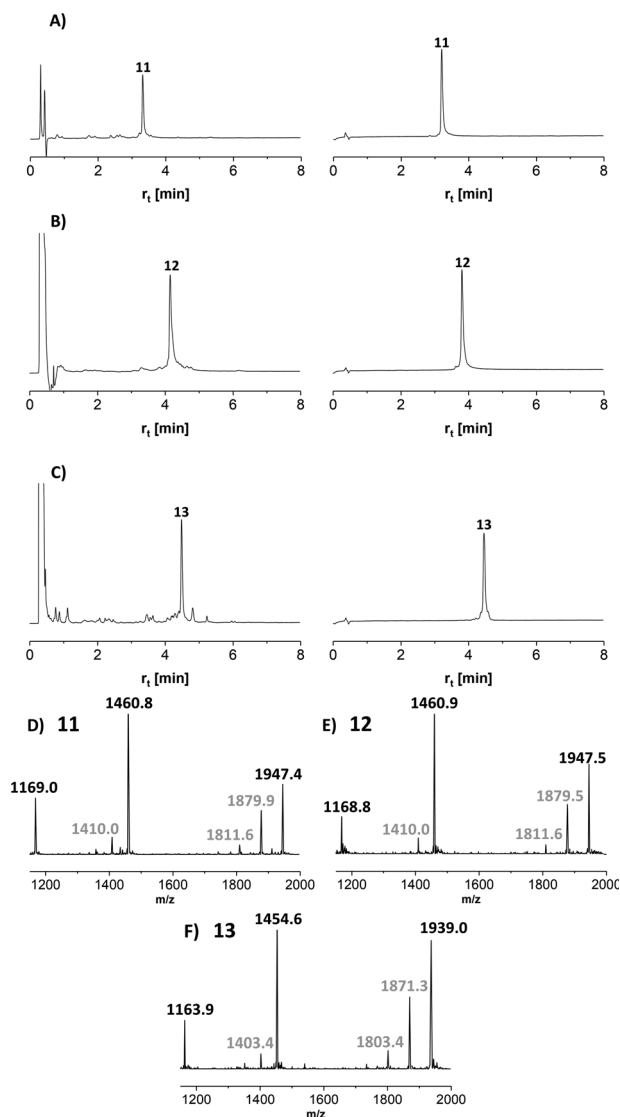 A)
11 11
0 2 4 6 8 0 2 4 6 8
rt [min] rt [min]
B)
12 12
0 2 4 6 8 0 2 4 6 8
rt [min] rt [min]
C)
13 13
0 2 4 6 8 0 2 4 6 8
rt [min] rt [min]
D) 11
1460.8
1169.0
1410.0
1811.6
1879.9
1947.4
1200 1400 1600 1800 2000
m/z
E) 12
1460.9
1168.8
1410.0
1811.6
1879.5
1947.5
1200 1400 1600 1800 2000
m/z
F) 13
1454.6
1939.0
1163.9
1403.4
1803.4
1871.3
1200 1400 1600 1800 2000
m/z